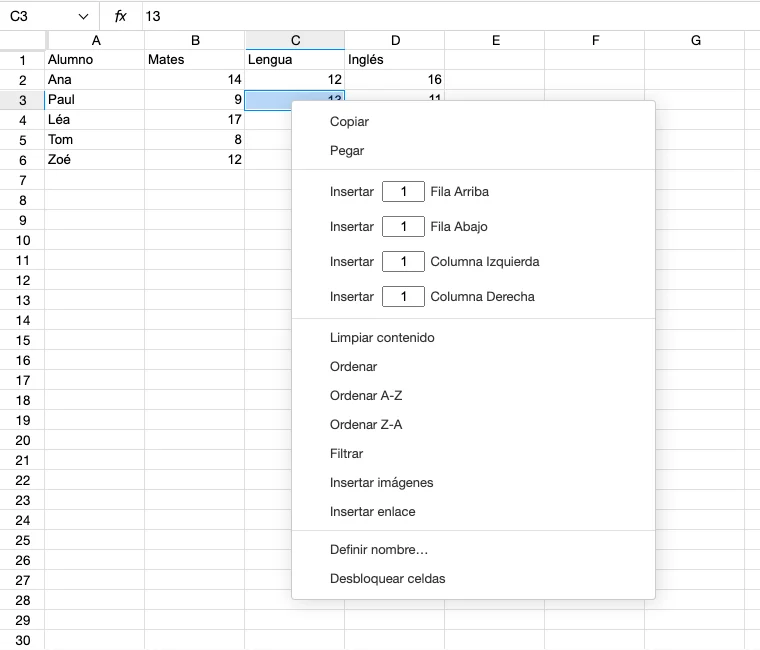 C3 fx 13
A B C D E F G
1 Alumno Mates Lengua Inglés
2 Ana 14 12 16
3 Paul 9 13 11
4 Léa 17
5 Tom 8
6 Zoé 12
7
8
9
10
11
12
13
14
15
16
17
18
19
20
21
22
23
24
25
26
27
28
29
30
Copiar
Pegar
Insertar 1 Fila Arriba
Insertar 1 Fila Abajo
Insertar 1 Columna Izquierda
Insertar 1 Columna Derecha
Limpiar contenido
Ordenar
Ordenar A-Z
Ordenar Z-A
Filtrar
Insertar imágenes
Insertar enlace
Definir nombre…
Desbloquear celdas